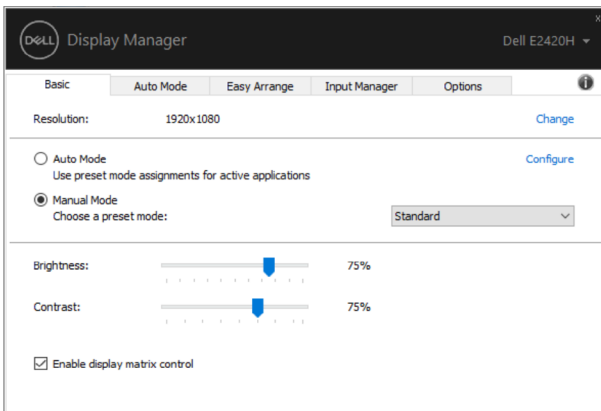 x
DELL Display Manager
Dell E2420H
Basic Auto Mode Easy Arrange Input Manager Options i
Resolution: 1920x1080 Change
Auto Mode Configure
Use preset mode assignments for active applications
Manual Mode
Choose a preset mode: Standard
Brightness: 75%
Contrast: 75%
Enable display matrix control